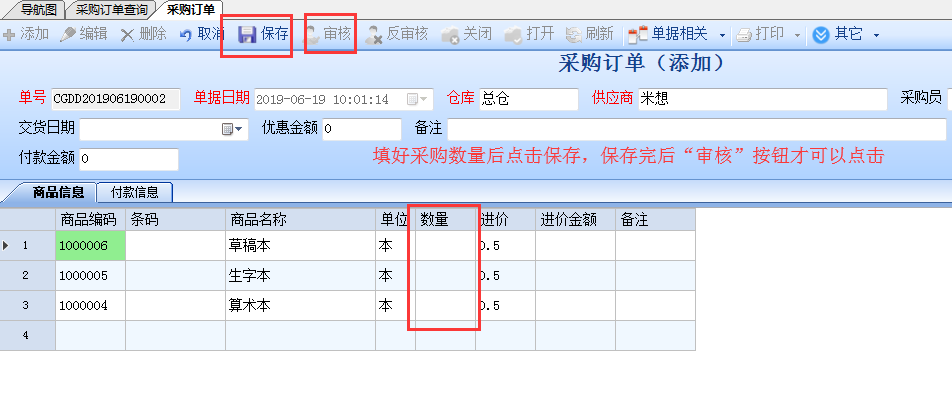 导航图 采购订单查询 采购订单
添加 编辑 删除 取消 保存 审核 反审核 关闭 打开 刷新 单据相关 打印 其它
采购订单（添加）
单号 CGDD201906190002 单据日期 2019-06-19 10:01:14 仓库 总仓 供应商 米想 采购员
交货日期 优惠金额 0 备注
付款金额 0 填好采购数量后点击保存，保存完后“审核”按钮才可以点击
商品信息 付款信息
商品编码 条码 商品名称 单位 数量 进价 进价金额 备注
1 1000006 草稿本 本 0.5
2 1000005 生字本 本 0.5
3 1000004 算术本 本 0.5
4